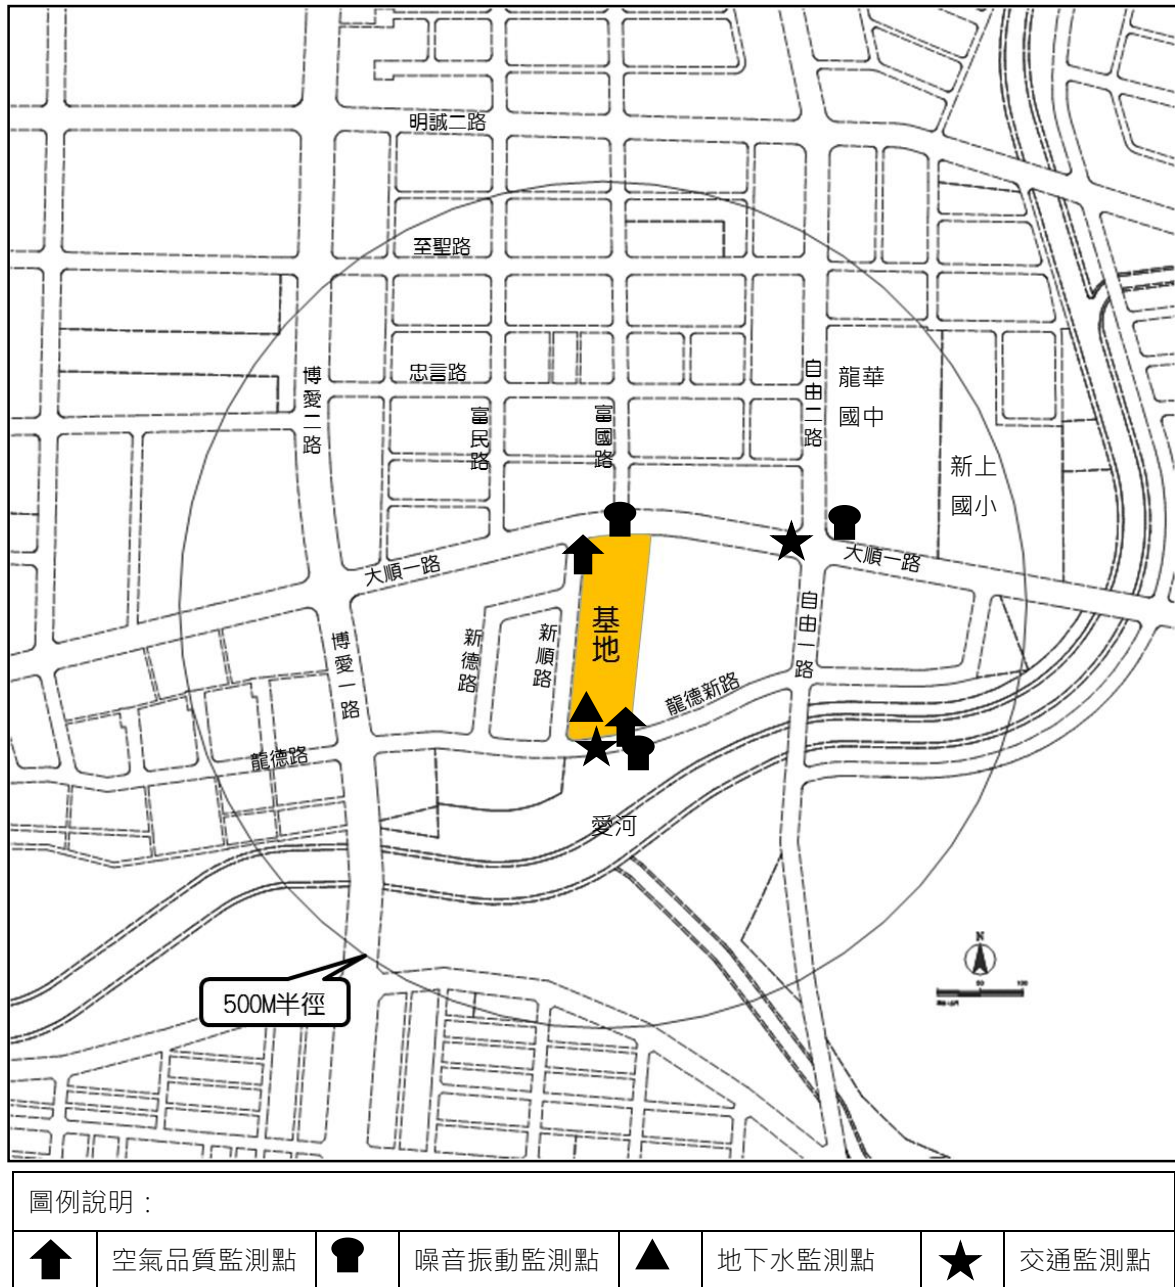 明誠二路
至聖路
忠言路
博愛二路
富民路
富國路
自由二路
龍華
國中
新上
國小
大順一路
大順一路
基地
自由一路
新德路
新順路
博愛一路
龍德新路
龍德路
愛河
500M半徑
N
50
100
圖例說明：
空氣品質監測點
噪音振動監測點
地下水監測點
交通監測點